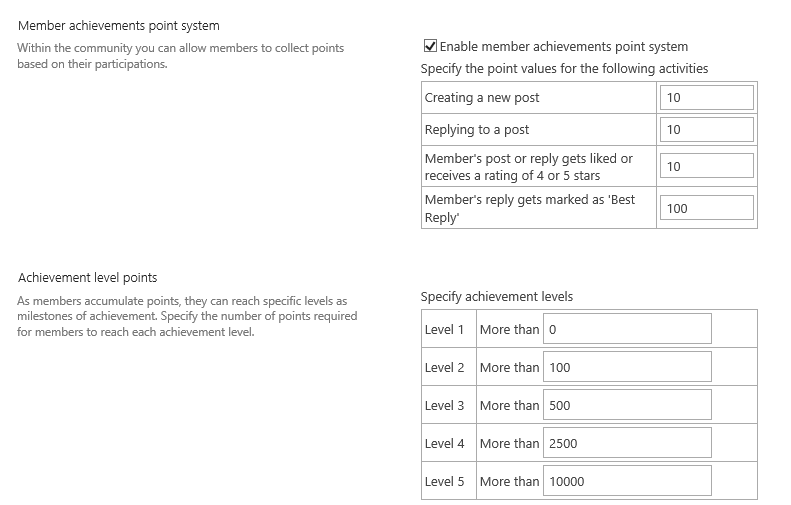 Member achievements point system
Within the community you can allow members to collect points
based on their participations.
Enable member achievements point system
Specify the point values for the following activities
Creating a new post 10
Replying to a post 10
Member's post or reply gets liked or
receives a rating of 4 or 5 stars 10
Member's reply gets marked as 'Best
Reply' 100
Achievement level points
As members accumulate points, they can reach specific levels as
milestones of achievement. Specify the number of points required
for members to reach each achievement level.
Specify achievement levels
Level 1 More than 0
Level 2 More than 100
Level 3 More than 500
Level 4 More than 2500
Level 5 More than 10000